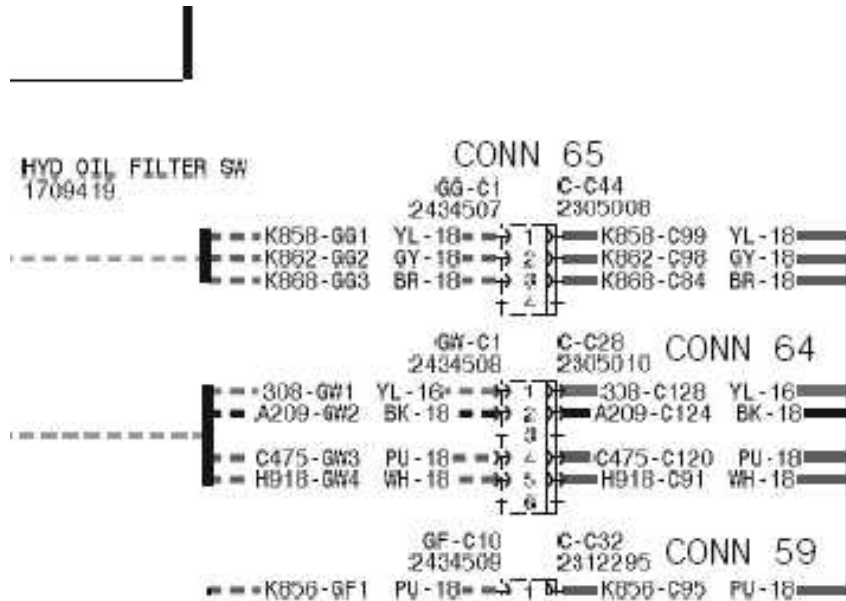 CONN 65
HYD OIL FILTER SW
1709419
GG-C1 C-C44
2434507 2305008
K858-GG1 YL-18 1 K858-C99 YL-18
K862-GG2 GY-18 2 K862-C98 GY-18
K868-GG3 BR-18 3 K868-C84 BR-18
4
GW-C1 C-C28 CONN 64
2434508 2305010
308-GW1 YL-16 1 308-C128 YL-16
A209-GW2 BK-18 2 A209-C124 BK-18
3
C475-GW3 PU-18 4 C475-C120 PU-18
H918-GW4 WH-18 5 H918-C91 WH-18
6
GF-C10 C-C32 CONN 59
2434509 2312295
K856-GF1 PU-18 1 K856-C95 PU-18